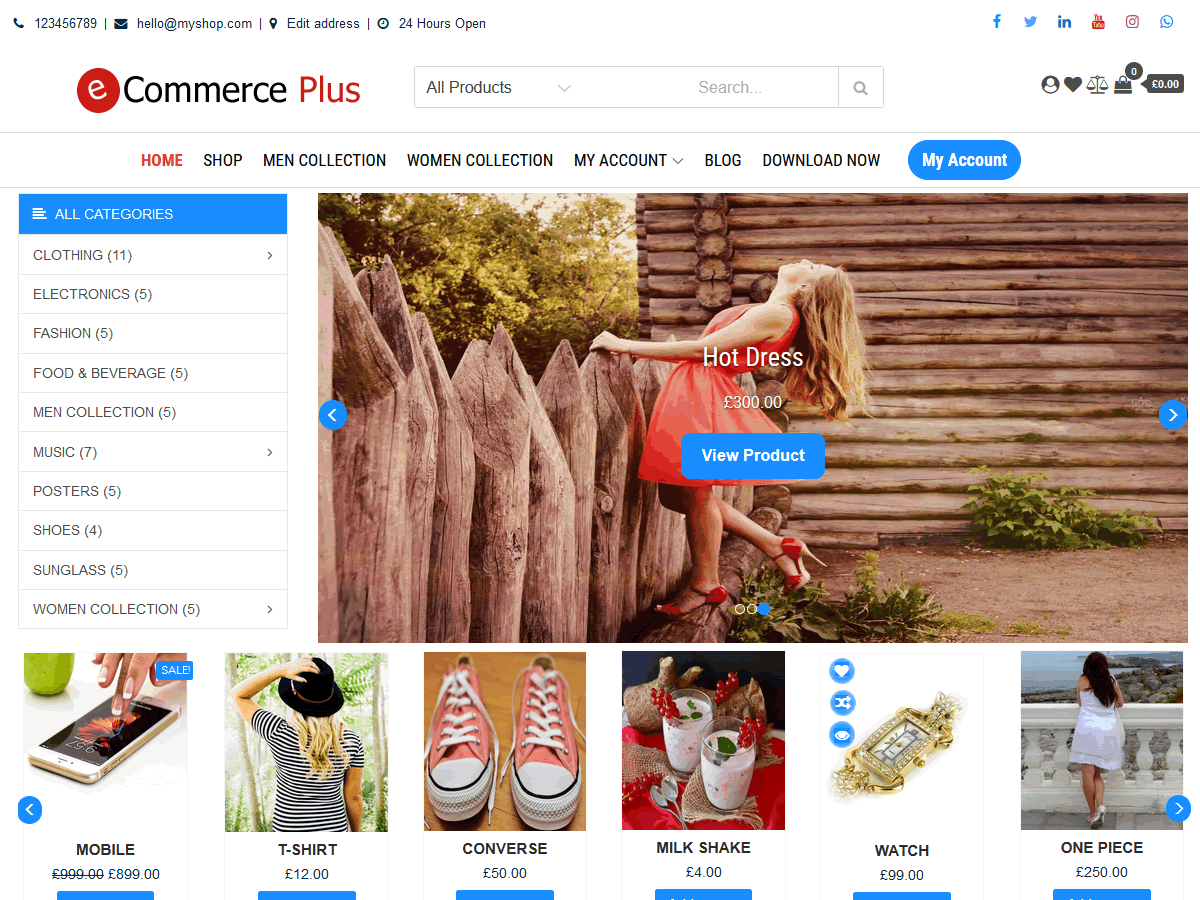 123456789 | hello@myshop.com | Edit address | 24 Hours Open
e Commerce Plus
All Products Search...
0
£0.00
HOME SHOP MEN COLLECTION WOMEN COLLECTION MY ACCOUNT BLOG DOWNLOAD NOW My Account
ALL CATEGORIES
CLOTHING (11)
ELECTRONICS (5)
FASHION (5)
FOOD & BEVERAGE (5)
MEN COLLECTION (5)
MUSIC (7)
POSTERS (5)
SHOES (4)
SUNGLASS (5)
WOMEN COLLECTION (5)
Hot Dress
£300.00
View Product
SALE!
MOBILE
£999.00 £899.00
T-SHIRT
£12.00
CONVERSE
£50.00
MILK SHAKE
£4.00
WATCH
£99.00
ONE PIECE
£250.00